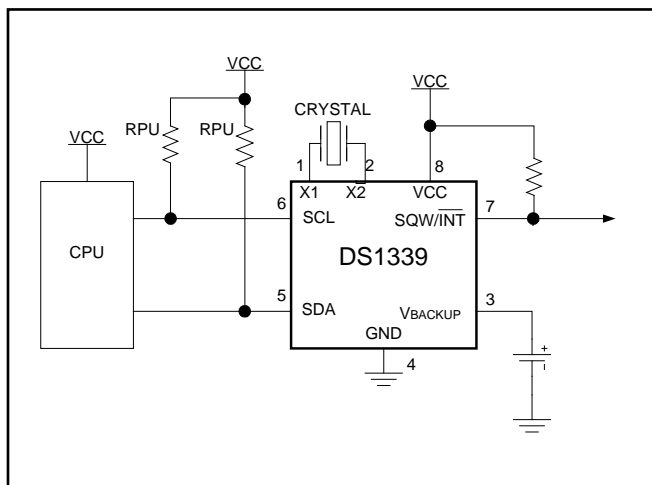 VCC
VCC
CRYSTAL
VCC
RPU
RPU
VCC
1
2
8
X1
X2
VCC
6
SCL
SQW/I̅N̅T̅
7
CPU
DS1339
5
SDA
VBACKUP
3
GND
4
+
-